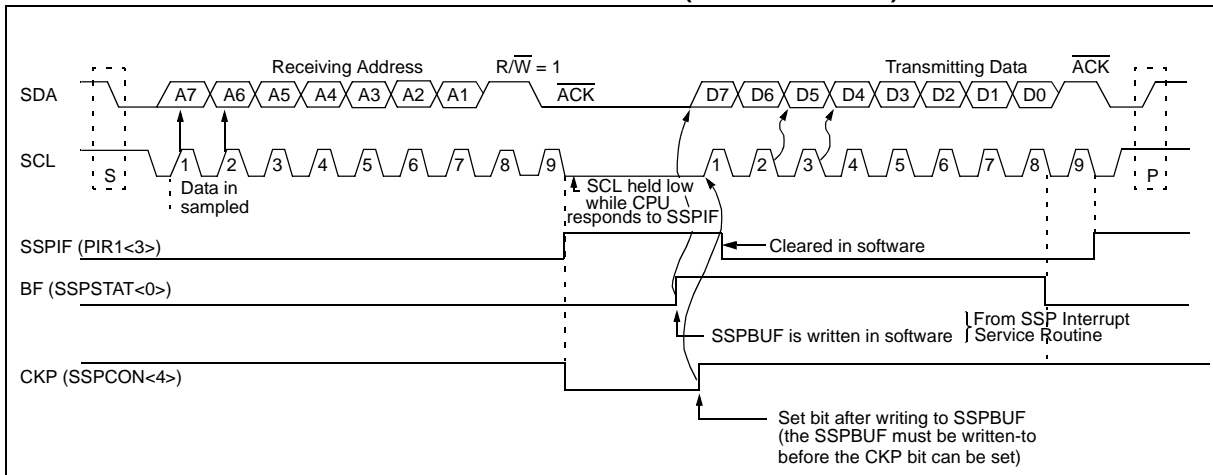 Receiving Address R/W = 1 ACK Transmitting Data ACK
SDA A7 A6 A5 A4 A3 A2 A1 D7 D6 D5 D4 D3 D2 D1 D0
SCL 1 2 3 4 5 6 7 8 9 1 2 3 4 5 6 7 8 9
S P
Data in
sampled
SCL held low
while CPU
responds to SSPIF
SSPIF (PIR1<3>)
Cleared in software
BF (SSPSTAT<0>)
SSPBUF is written in software
From SSP Interrupt
Service Routine
CKP (SSPCON<4>)
Set bit after writing to SSPBUF
(the SSPBUF must be written-to
before the CKP bit can be set)